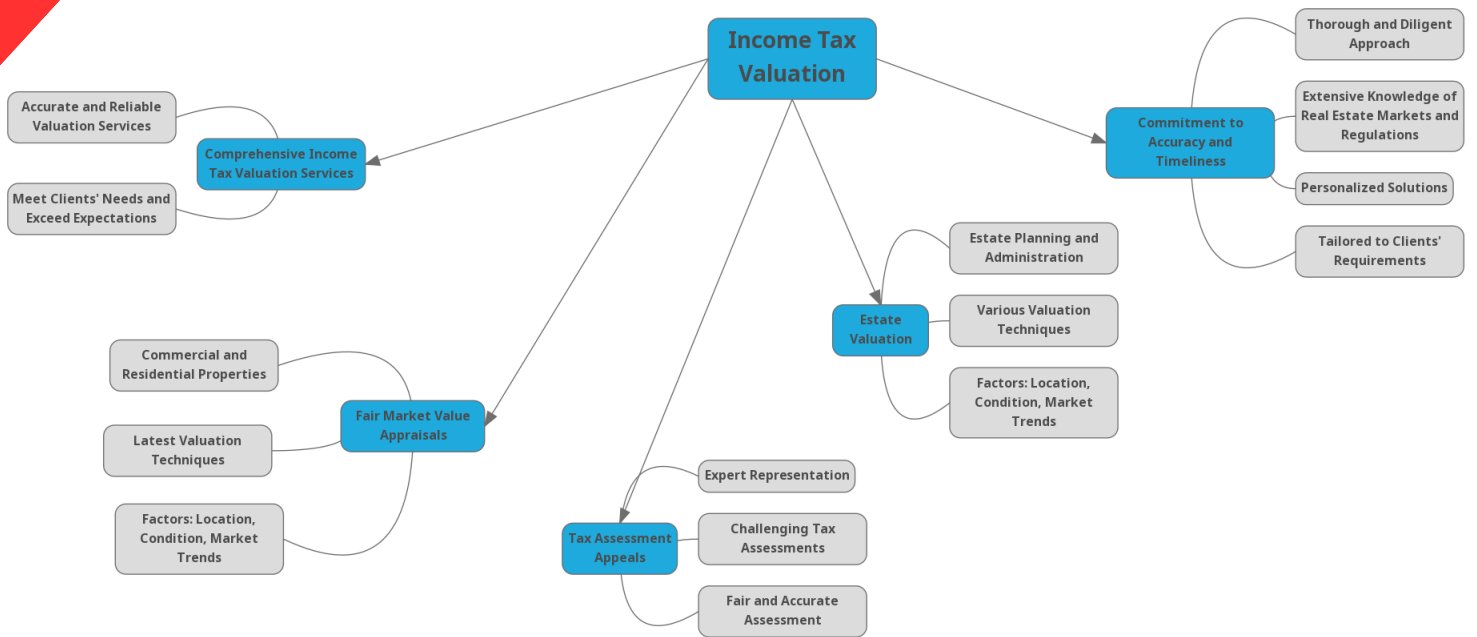 Income Tax
Valuation
Accurate and Reliable
Valuation Services
Comprehensive Income
Tax Valuation Services
Meet Clients' Needs and
Exceed Expectations
Commercial and
Residential Properties
Fair Market Value
Appraisals
Latest Valuation
Techniques
Factors: Location,
Condition, Market
Trends
Expert Representation
Tax Assessment
Appeals
Challenging Tax
Assessments
Fair and Accurate
Assessment
Estate Planning and
Administration
Estate
Valuation
Various Valuation
Techniques
Factors: Location,
Condition, Market
Trends
Thorough and Diligent
Approach
Commitment to
Accuracy and
Timeliness
Extensive Knowledge of
Real Estate Markets and
Regulations
Personalized Solutions
Tailored to Clients'
Requirements